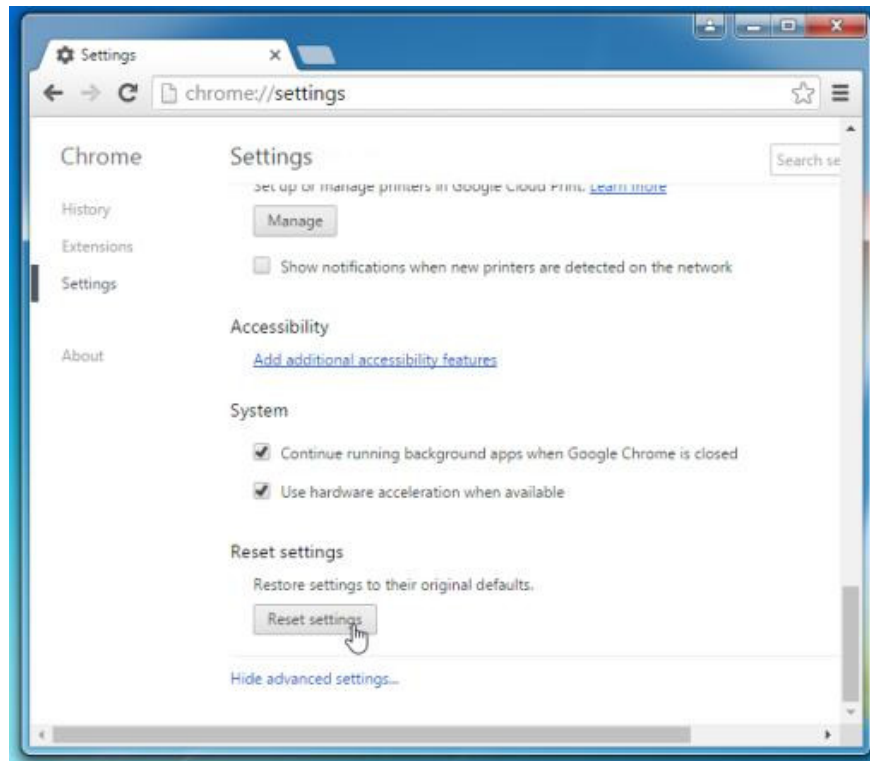 Settings
chrome://settings
Chrome
Settings
Search se
History
Extensions
Settings
About
Set up or manage printers in Google Cloud Print. Learn more
Manage
Show notifications when new printers are detected on the network
Accessibility
Add additional accessibility features
System
Continue running background apps when Google Chrome is closed
Use hardware acceleration when available
Reset settings
Restore settings to their original defaults.
Reset settings
Hide advanced settings...